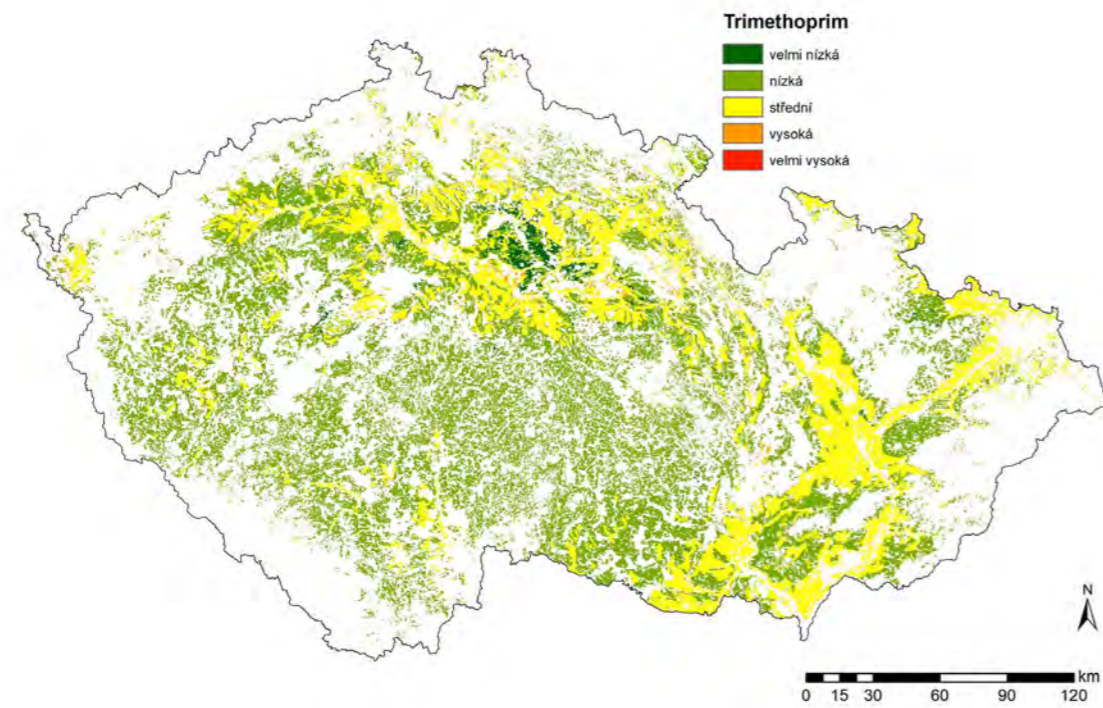 Trimethoprim
velmi nízká
nízká
střední
vysoká
velmi vysoká
N
km
0 15 30 60 90 120